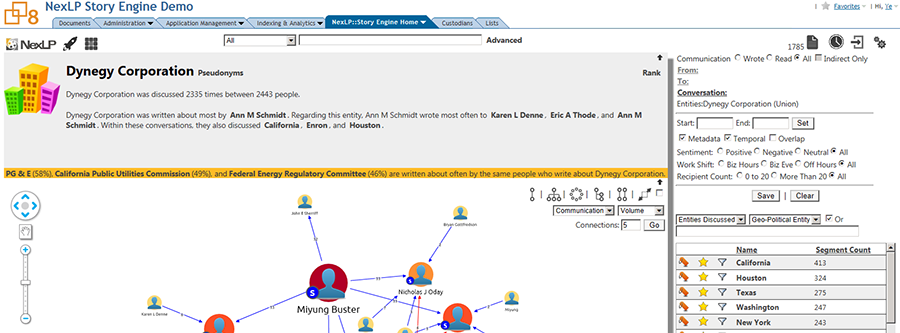 NexLP Story Engine Demo
Favorites | Hi, Ye
8
Documents Administration Application Management Indexing & Analytics NexLP::Story Engine Home Custodians Lists
NexLP All Advanced 1785
Communication Wrote Read All Indirect Only
From:
To:
Conversation:
Entities:Dynegy Corporation (Union)
Dynegy Corporation Pseudonyms Rank
Dynegy Corporation was discussed 2335 times between 2443 people.
Dynegy Corporation was written about most by Ann M Schmidt. Regarding this entity, Ann M Schmidt wrote most often to Karen L Denne, Eric A Thode, and Ann M
Schmidt. Within these conversations, they also discussed California, Enron, and Houston.
PG & E (58%), California Public Utilities Commission (49%), and Federal Energy Regulatory Committee (46%) are written about often by the same people who write about Dynegy Corporation.
Start: End: Set
Metadata Temporal Overlap
Sentiment: Positive Negative Neutral All
Work Shift: Biz Hours Biz Eve Off Hours All
Recipient Count: 0 to 20 More Than 20 All
Save | Clear
Communication Volume
Connections: 5 Go
John B Sherriff
Bryan Gottfredson
S
Miyung Buster
Nicholas J Oday
Karen L Denne
S
S
Miyung
Entities Discussed Geo-Political Entity Or
Name Segment Count
California 413
Houston 324
Texas 275
Washington 247
New York 243